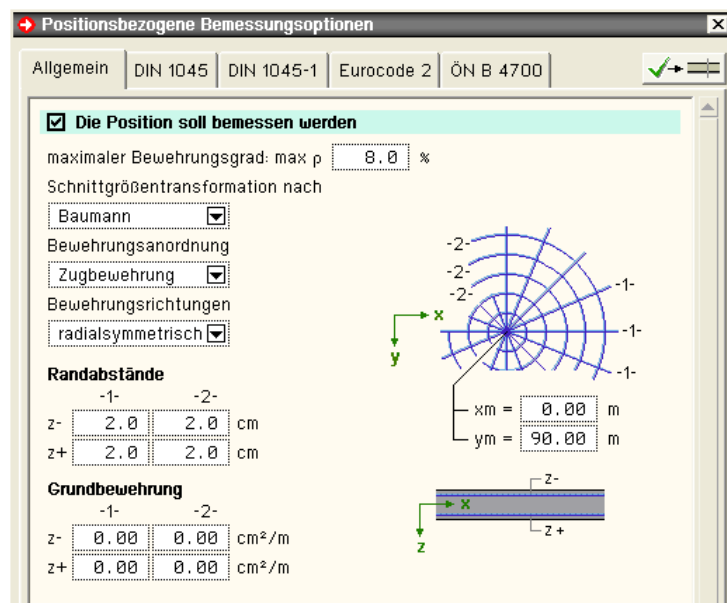 Positionsbezogene Bemessungsoptionen
Allgemein DIN 1045 DIN 1045-1 Eurocode 2 ÖN B 4700
Die Position soll bemessen werden
maximaler Bewehrungsgrad: max ρ 8.0 %
Schnittgrößentransformation nach
Baumann
Bewehrungsanordnung
Zugbewehrung
Bewehrungsrichtungen
radialsymmetrisch
-2-
-2-
-2-
-1-
-1-
-1-
x
y
xm = 0.00 m
ym = 90.00 m
Randabstände
-1- -2-
z- 2.0 2.0 cm
z+ 2.0 2.0 cm
Grundbewehrung
-1- -2-
z- 0.00 0.00 cm²/m
z+ 0.00 0.00 cm²/m
z-
x
z+
z